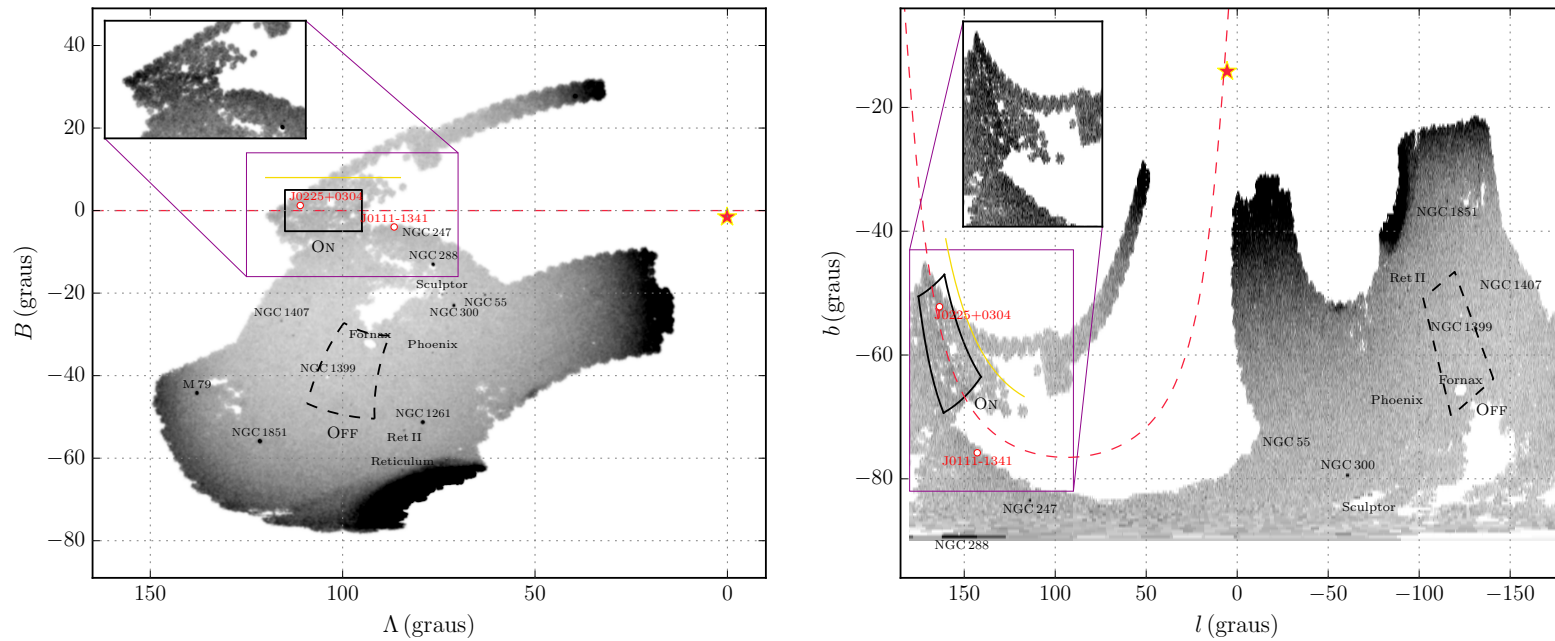 40
20
0
−20
−40
−60
−80
B (graus)
150
100
50
0
Λ (graus)
J0225+0304
J0111-1341
ON
NGC 247
NGC 288
Sculptor
NGC 55
NGC 300
NGC 1407
Fornax
Phoenix
NGC 1399
M 79
NGC 1261
OFF
Ret II
NGC 1851
Reticulum
−20
−40
−60
−80
b (graus)
150
100
50
0
−50
−100
−150
l (graus)
NGC 1851
Ret II
NGC 1407
J0225+0304
NGC 1399
Fornax
Phoenix
ON
OFF
NGC 55
J0111-1341
NGC 300
NGC 247
Sculptor
NGC 288